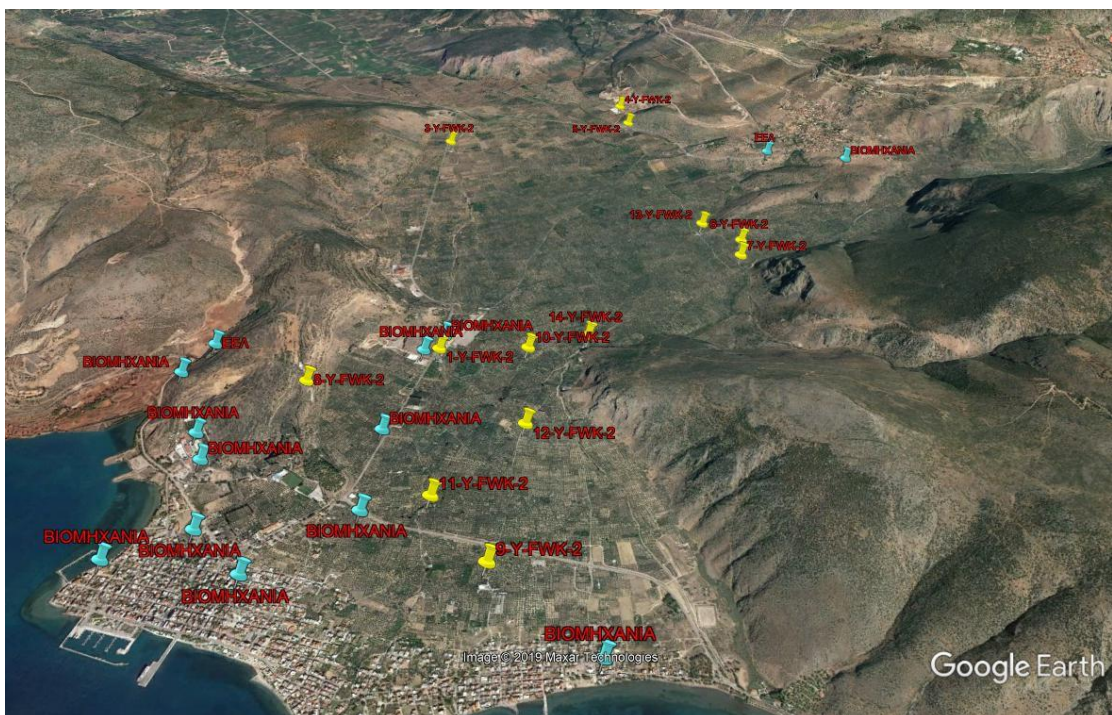 4-Y-FWK-2
3-Y-FWK-2
5-Y-FWK-2
ΕΕΛ
ΒΙΟΜΗΧΑΝΙΑ
13-Y-FWK-2
6-Y-FWK-2
7-Y-FWK-2
14-Y-FWK-2
ΒΙΟΜΗΧΑΝΙΑ
ΒΙΟΜΗΧΑΝΙΑ
10-Y-FWK-2
ΕΕΛ
1-Y-FWK-2
ΒΙΟΜΗΧΑΝΙΑ
8-Y-FWK-2
ΒΙΟΜΗΧΑΝΙΑ
ΒΙΟΜΗΧΑΝΙΑ
12-Y-FWK-2
ΒΙΟΜΗΧΑΝΙΑ
11-Y-FWK-2
ΒΙΟΜΗΧΑΝΙΑ
ΒΙΟΜΗΧΑΝΙΑ
ΒΙΟΜΗΧΑΝΙΑ
9-Y-FWK-2
ΒΙΟΜΗΧΑΝΙΑ
ΒΙΟΜΗΧΑΝΙΑ
Image © 2019 Maxar Technologies
Google Earth